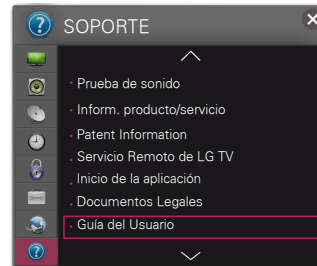 SOPORTE
Prueba de sonido
Inform. producto/servicio
Patent Information
Servicio Remoto de LG TV
Inicio de la aplicación
Documentos Legales
Guía del Usuario